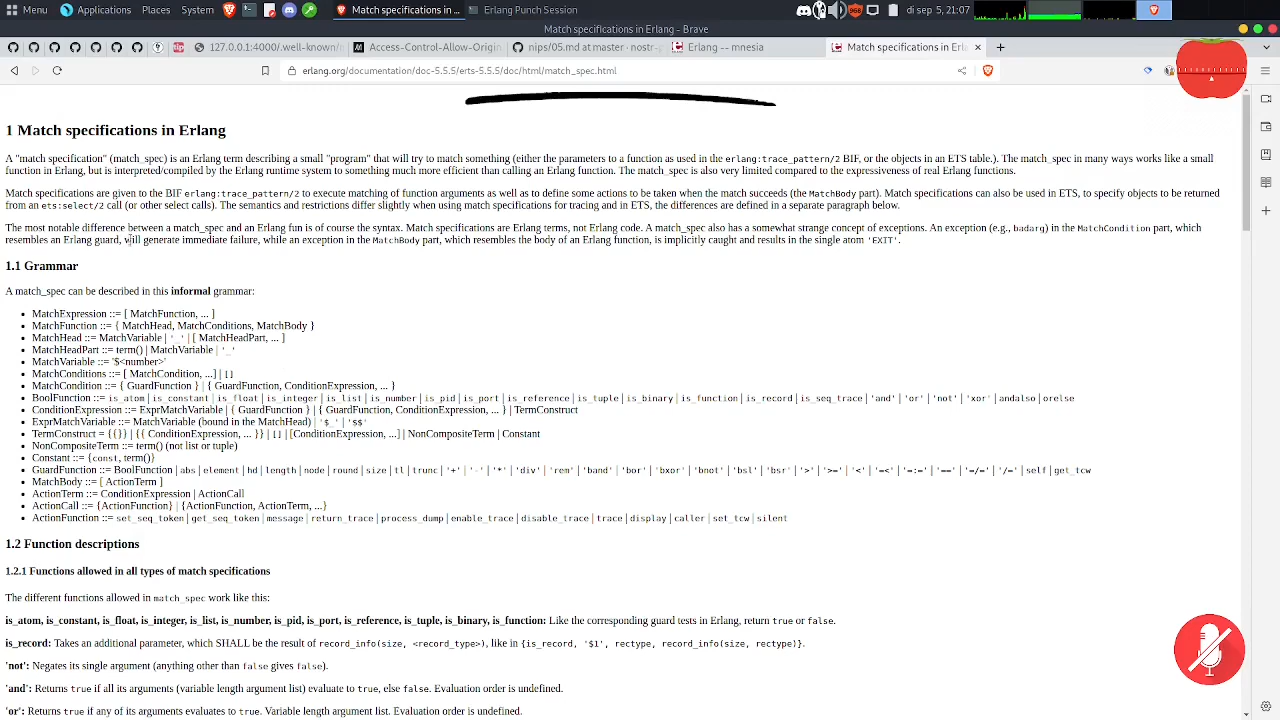 Menu Applications Places System Match specifications in ... Erlang Punch Session 968 di sep 5, 21:07
Match specifications in Erlang - Brave
127.0.0.1:4000/.well-known/n Access-Control-Allow-Origin nips/05.md at master · nostr-p Erlang -- mnesia Match specifications in Erla
erlang.org/documentation/doc-5.5.5/erts-5.5.5/doc/html/match_spec.html
1 Match specifications in Erlang
A "match specification" (match_spec) is an Erlang term describing a small "program" that will try to match something (either the parameters to a function as used in the erlang:trace_pattern/2 BIF, or the objects in an ETS table.). The match_spec in many ways works like a small
function in Erlang, but is interpreted/compiled by the Erlang runtime system to something much more efficient than calling an Erlang function. The match_spec is also very limited compared to the expressiveness of real Erlang functions.
Match specifications are given to the BIF erlang:trace_pattern/2 to execute matching of function arguments as well as to define some actions to be taken when the match succeeds (the MatchBody part). Match specifications can also be used in ETS, to specify objects to be returned
from an ets:select/2 call (or other select calls). The semantics and restrictions differ slightly when using match specifications for tracing and in ETS, the differences are defined in a separate paragraph below.
The most notable difference between a match_spec and an Erlang fun is of course the syntax. Match specifications are Erlang terms, not Erlang code. A match_spec also has a somewhat strange concept of exceptions. An exception (e.g., badarg) in the MatchCondition part, which
resembles an Erlang guard, will generate immediate failure, while an exception in the MatchBody part, which resembles the body of an Erlang function, is implicitly caught and results in the single atom 'EXIT'.
1.1 Grammar
A match_spec can be described in this informal grammar:
• MatchExpression ::= [ MatchFunction, ... ]
• MatchFunction ::= { MatchHead, MatchConditions, MatchBody }
• MatchHead ::= MatchVariable | '_' | [ MatchHeadPart, ... ]
• MatchHeadPart ::= term() | MatchVariable | '_'
• MatchVariable ::= '$<number>'
• MatchConditions ::= [ MatchCondition, ...] | []
• MatchCondition ::= { GuardFunction } | { GuardFunction, ConditionExpression, ... }
• BoolFunction ::= is_atom | is_constant | is_float | is_integer | is_list | is_number | is_pid | is_port | is_reference | is_tuple | is_binary | is_function | is_record | is_seq_trace | 'and' | 'or' | 'not' | 'xor' | andalso | orelse
• ConditionExpression ::= ExprMatchVariable | { GuardFunction } | { GuardFunction, ConditionExpression, ... } | TermConstruct
• ExprMatchVariable ::= MatchVariable (bound in the MatchHead) | '$_' | '$$'
• TermConstruct = {{}} | {{ ConditionExpression, ... }} | [] | [ConditionExpression, ...] | NonCompositeTerm | Constant
• NonCompositeTerm ::= term() (not list or tuple)
• Constant ::= {const, term()}
• GuardFunction ::= BoolFunction | abs | element | hd | length | node | round | size | tl | trunc | '+' | '-' | '*' | 'div' | 'rem' | 'band' | 'bor' | 'bxor' | 'bnot' | 'bsl' | 'bsr' | '>' | '>=' | '<' | '=<' | '=:=' | '==' | '=/=' | '/=' | self | get_tcw
• MatchBody ::= [ ActionTerm ]
• ActionTerm ::= ConditionExpression | ActionCall
• ActionCall ::= {ActionFunction} | {ActionFunction, ActionTerm, ...}
• ActionFunction ::= set_seq_token | get_seq_token | message | return_trace | process_dump | enable_trace | disable_trace | trace | display | caller | set_tcw | silent
1.2 Function descriptions
1.2.1 Functions allowed in all types of match specifications
The different functions allowed in match_spec work like this:
is_atom, is_constant, is_float, is_integer, is_list, is_number, is_pid, is_port, is_reference, is_tuple, is_binary, is_function: Like the corresponding guard tests in Erlang, return true or false.
is_record: Takes an additional parameter, which SHALL be the result of record_info(size, <record_type>), like in {is_record, '$1', rectype, record_info(size, rectype)}.
'not': Negates its single argument (anything other than false gives false).
'and': Returns true if all its arguments (variable length argument list) evaluate to true, else false. Evaluation order is undefined.
'or': Returns true if any of its arguments evaluates to true. Variable length argument list. Evaluation order is undefined.